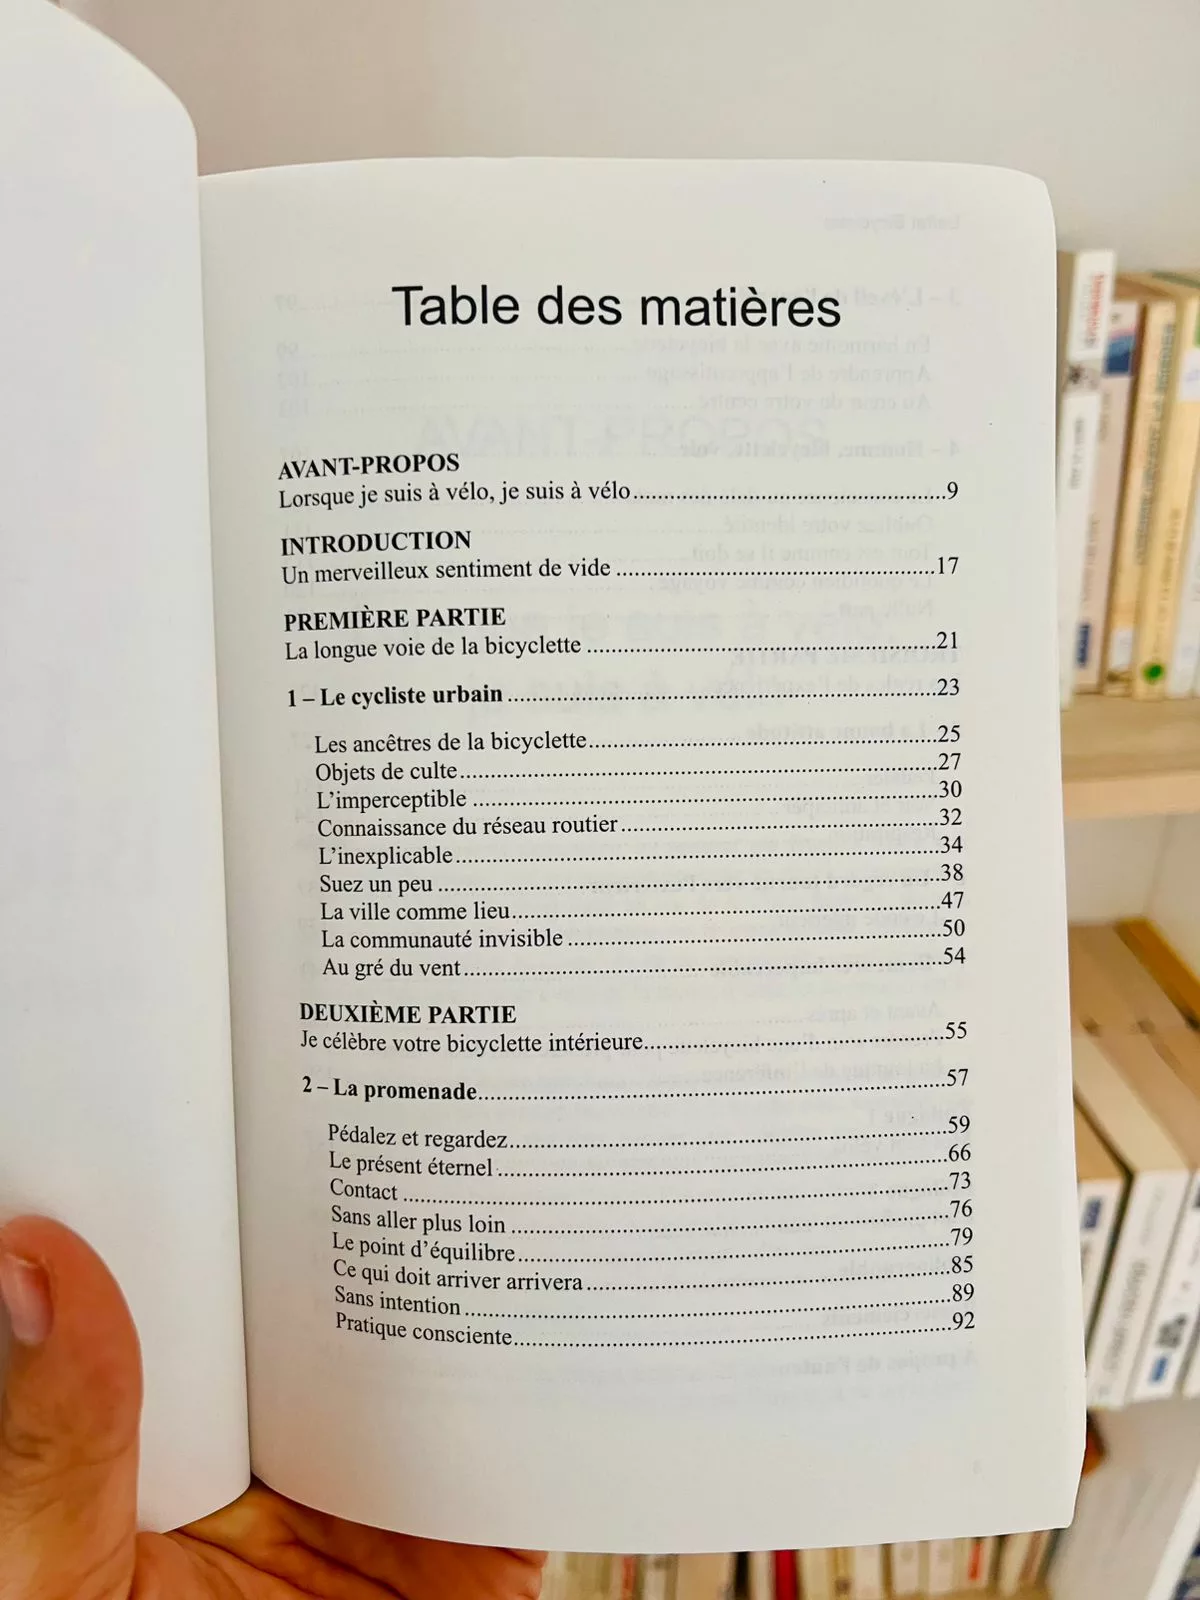 Table des matières
AVANT-PROPOS
Lorsque je suis à vélo, je suis à vélo....................................................9
INTRODUCTION
Un merveilleux sentiment de vide ....................................................17
PREMIÈRE PARTIE
La longue voie de la bicyclette ....................................................21
1 – Le cycliste urbain ....................................................23
Les ancêtres de la bicyclette....................................................25
Objets de culte....................................................27
L'imperceptible ....................................................30
Connaissance du réseau routier....................................................32
L'inexplicable....................................................34
Suez un peu ....................................................38
La ville comme lieu....................................................47
La communauté invisible ....................................................50
Au gré du vent....................................................54
DEUXIÈME PARTIE
Je célèbre votre bicyclette intérieure....................................................55
2 – La promenade....................................................57
Pédalez et regardez....................................................59
Le présent éternel....................................................66
Contact ....................................................73
Sans aller plus loin ....................................................76
Le point d'équilibre....................................................79
Ce qui doit arriver arrivera ....................................................85
Sans intention ....................................................89
Pratique consciente....................................................92